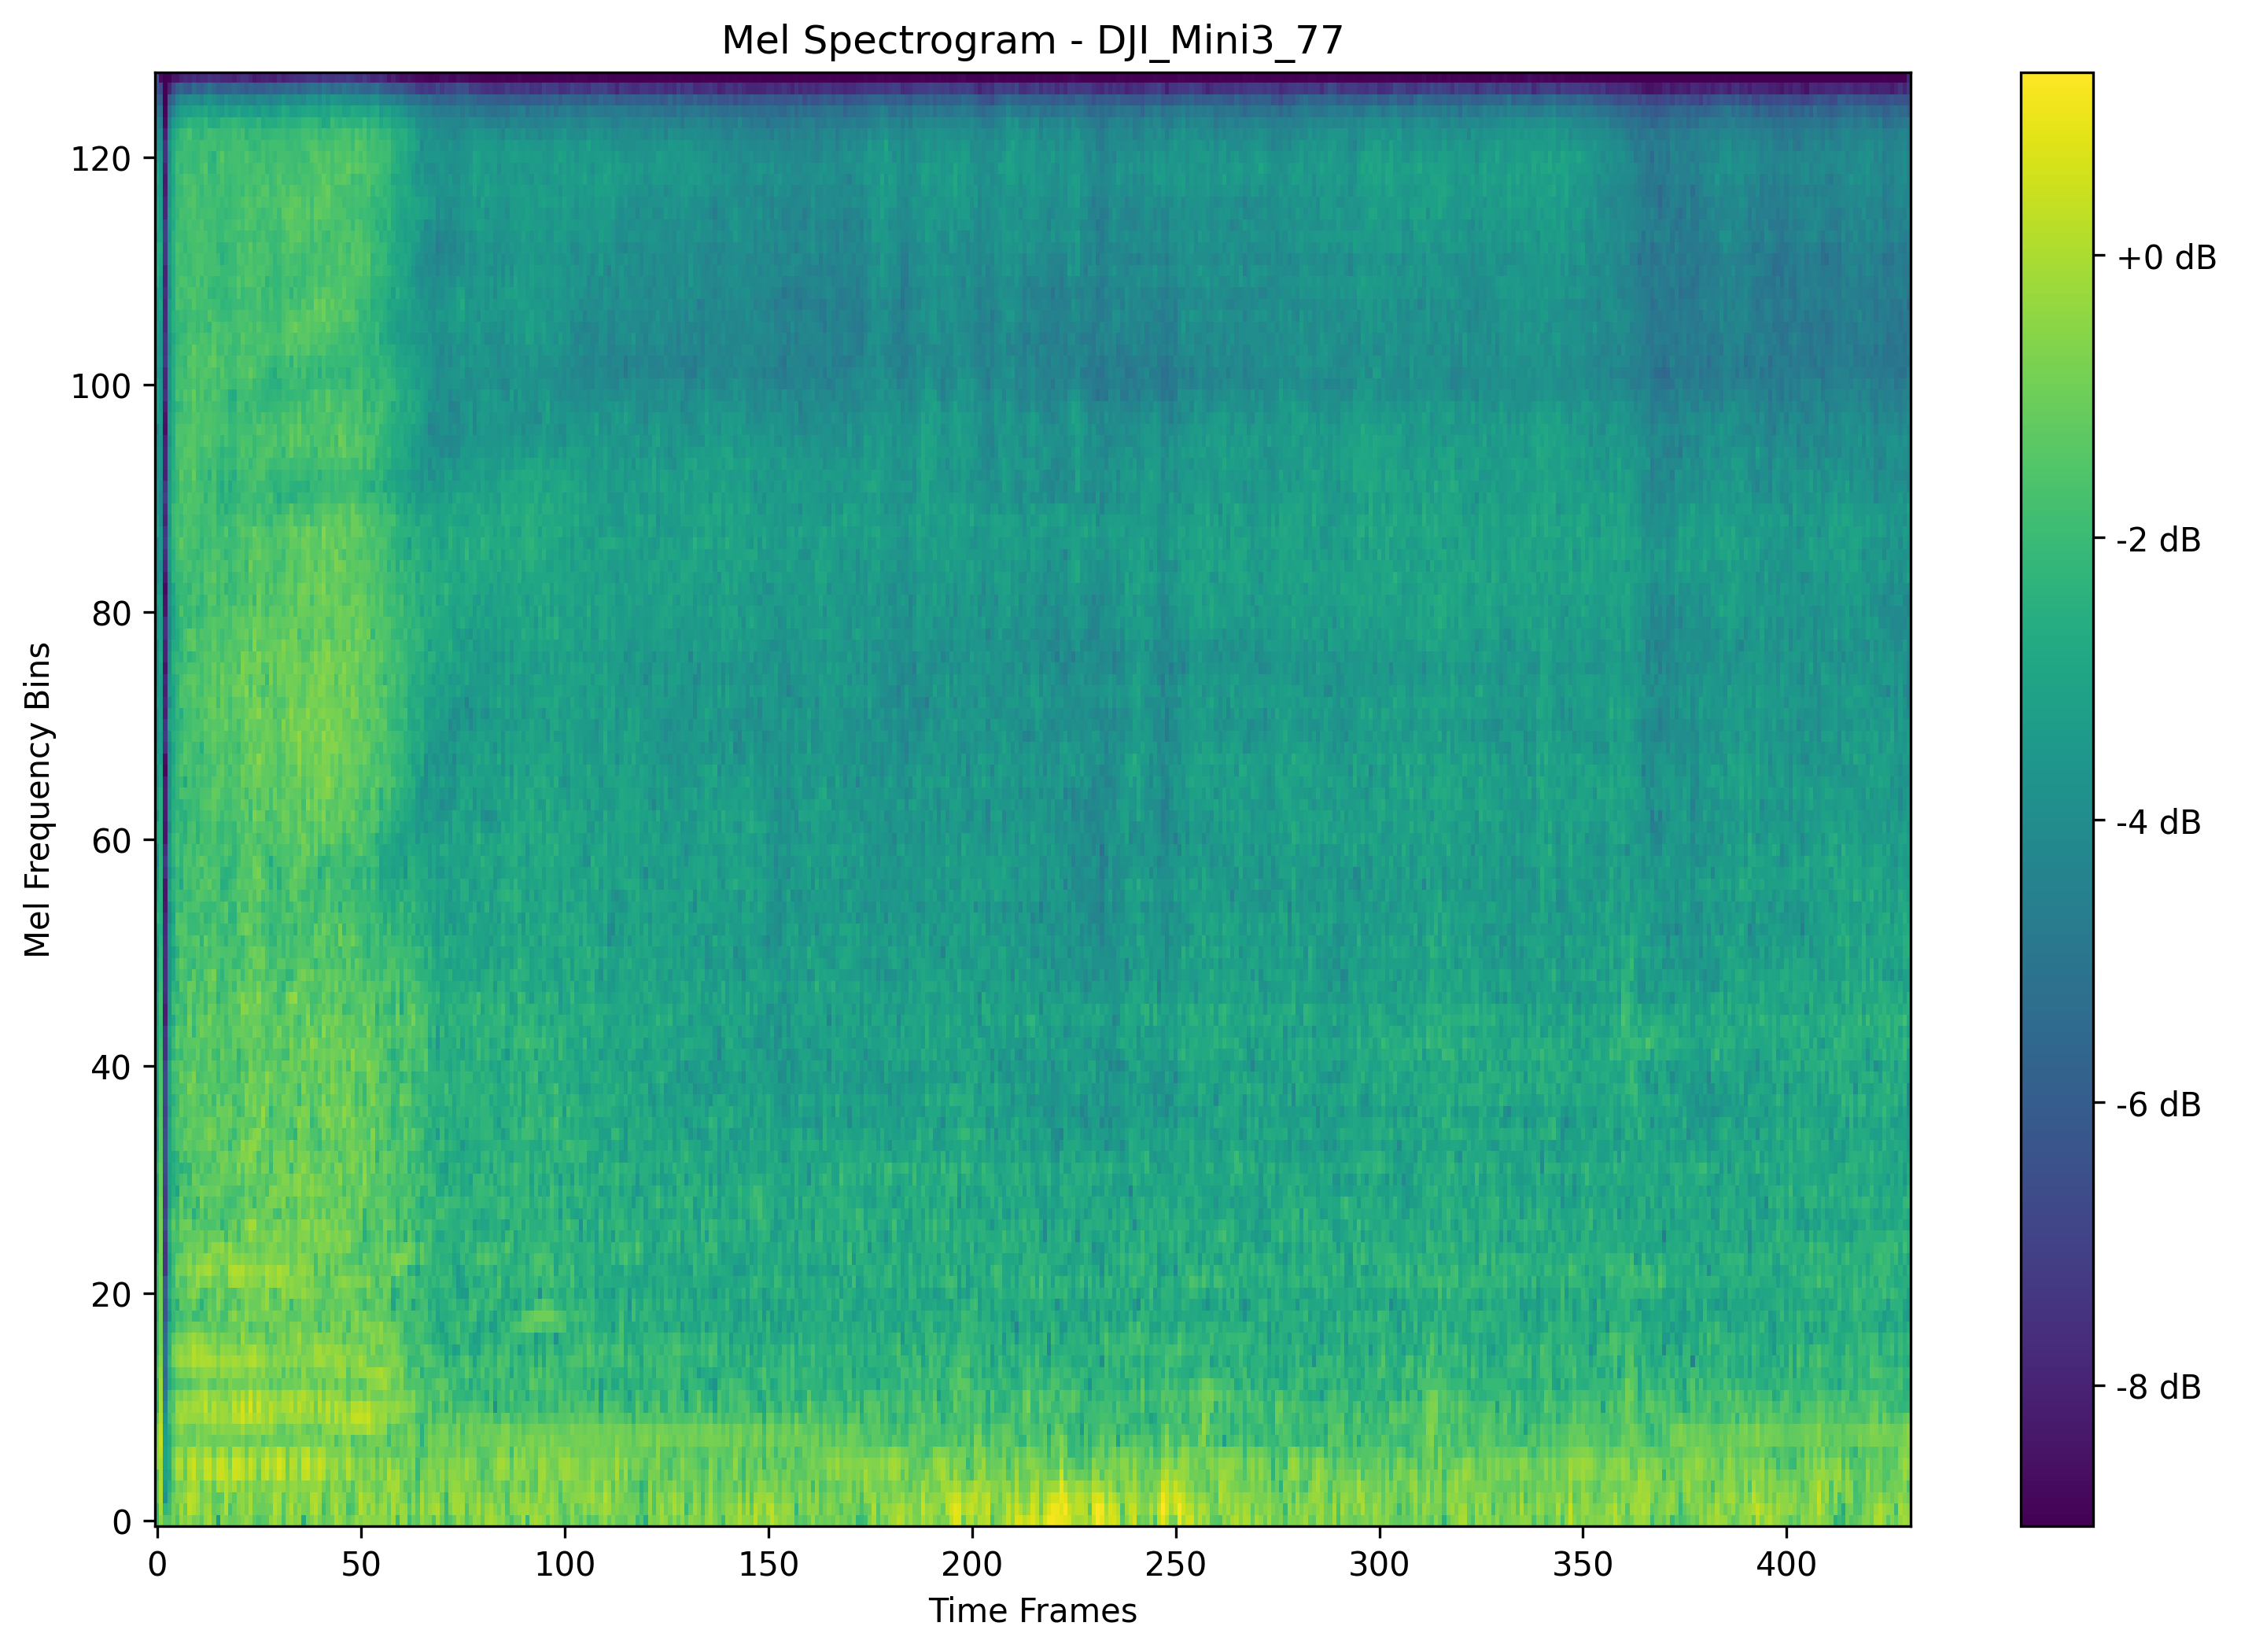 Mel Spectrogram - DJI_Mini3_77
Mel Frequency Bins
120
100
80
60
40
20
0
0 50 100 150 200 250 300 350 400
Time Frames
+0 dB
-2 dB
-4 dB
-6 dB
-8 dB